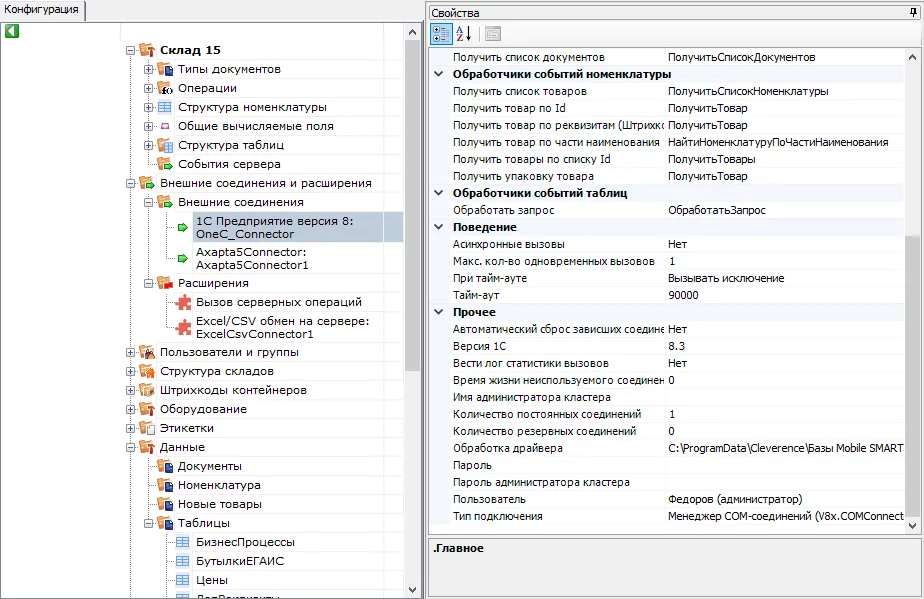 Конфигурация
Склад 15
Типы документов
Операции
Структура номенклатуры
Общие вычисляемые поля
Структура таблиц
События сервера
Внешние соединения и расширения
Внешние соединения
1С Предприятие версия 8:
OneC_Connector
Axapta5Connector:
Axapta5Connector1
Расширения
Вызов серверных операций
Excel/CSV обмен на сервере:
ExcelCsvConnector1
Пользователи и группы
Структура складов
Штрихкоды контейнеров
Оборудование
Этикетки
Данные
Документы
Номенклатура
Новые товары
Таблицы
БизнесПроцессы
БутылкиЕГАИС
Цены
Свойства
Получить список документов ПолучитьСписокДокументов
Обработчики событий номенклатуры
Получить список товаров ПолучитьСписокНоменклатуры
Получить товар по Id ПолучитьТовар
Получить товар по реквизитам (Штрихк ПолучитьТовар
Получить товар по части наименования НайтиНоменклатуруПоЧастиНаименования
Получить товары по списку Id ПолучитьТовары
Получить упаковку товара ПолучитьТовар
Обработчики событий таблиц
Обработать запрос ОбработатьЗапрос
Поведение
Асинхронные вызовы Нет
Макс. кол-во одновременных вызовов 1
При тайм-ауте Вызывать исключение
Тайм-аут 90000
Прочее
Автоматический сброс зависших соедине Нет
Версия 1С 8.3
Вести лог статистики вызовов Нет
Время жизни неиспользуемого соединен 0
Имя администратора кластера
Количество постоянных соединений 1
Количество резервных соединений 0
Обработка драйвера C:\ProgramData\Cleverence\Базы Mobile SMART
Пароль
Пароль администратора кластера
Пользователь Федоров (администратор)
Тип подключения Менеджер COM-соединений (V8x.COMConnect
.Главное